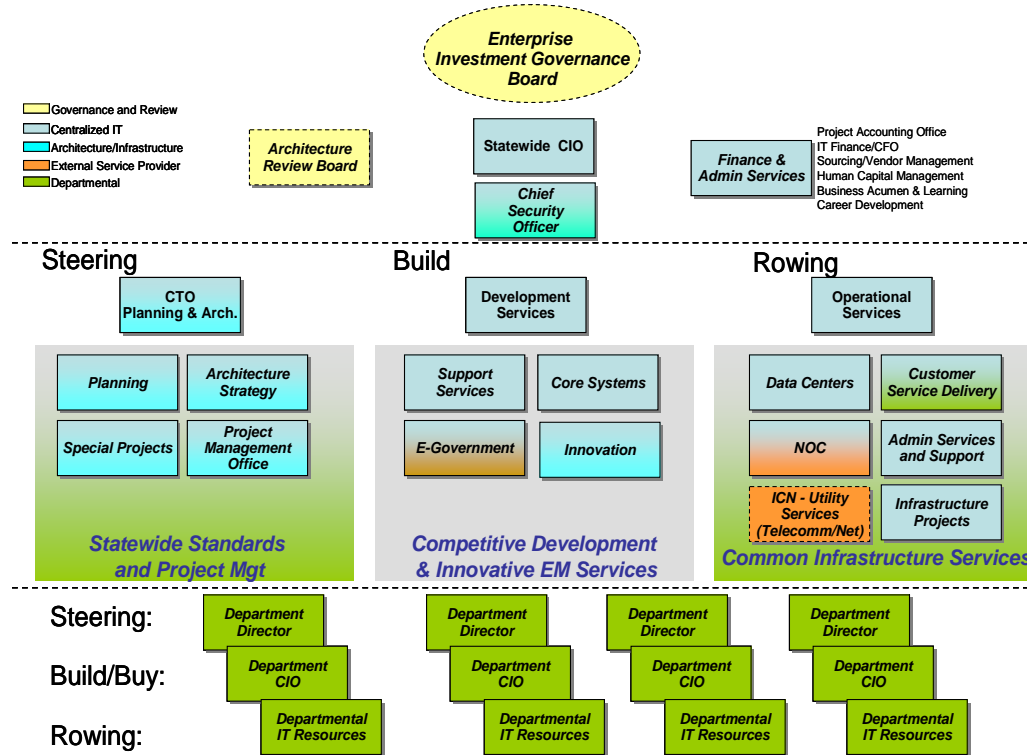 Enterprise
Investment Governance
Board
Governance and Review
Centralized IT
Architecture/Infrastructure
External Service Provider
Departmental
Architecture
Review Board
Statewide CIO
Chief
Security
Officer
Finance &
Admin Services
Project Accounting Office
IT Finance/CFO
Sourcing/Vendor Management
Human Capital Management
Business Acumen & Learning
Career Development
Steering
Build
Rowing
CTO
Planning & Arch.
Development
Services
Operational
Services
Planning
Architecture
Strategy
Special Projects
Project
Management
Office
Statewide Standards
and Project Mgt
Support
Services
Core Systems
E-Government
Innovation
Competitive Development
& Innovative EM Services
Data Centers
Customer
Service Delivery
NOC
Admin Services
and Support
ICN - Utility
Services
(Telecomm/Net)
Infrastructure
Projects
Common Infrastructure Services
Steering:
Department
Director
Department
Director
Department
Director
Department
Director
Build/Buy:
Department
CIO
Department
CIO
Department
CIO
Department
CIO
Rowing:
Departmental
IT Resources
Departmental
IT Resources
Departmental
IT Resources
Departmental
IT Resources